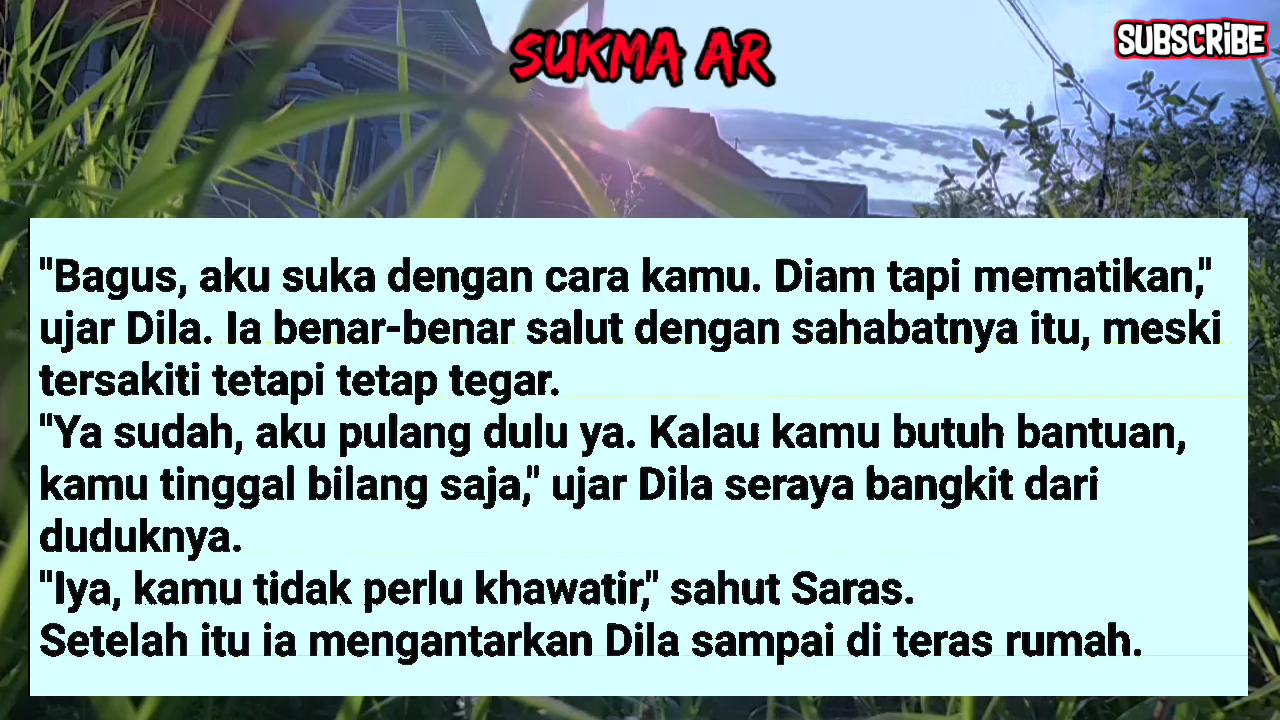 SUKMA AR
SUBSCRiBE
"Bagus, aku suka dengan cara kamu. Diam tapi mematikan,"
ujar Dila. Ia benar-benar salut dengan sahabatnya itu, meski
tersakiti tetapi tetap tegar.
"Ya sudah, aku pulang dulu ya. Kalau kamu butuh bantuan,
kamu tinggal bilang saja," ujar Dila seraya bangkit dari
duduknya.
"Iya, kamu tidak perlu khawatir," sahut Saras.
Setelah itu ia mengantarkan Dila sampai di teras rumah.